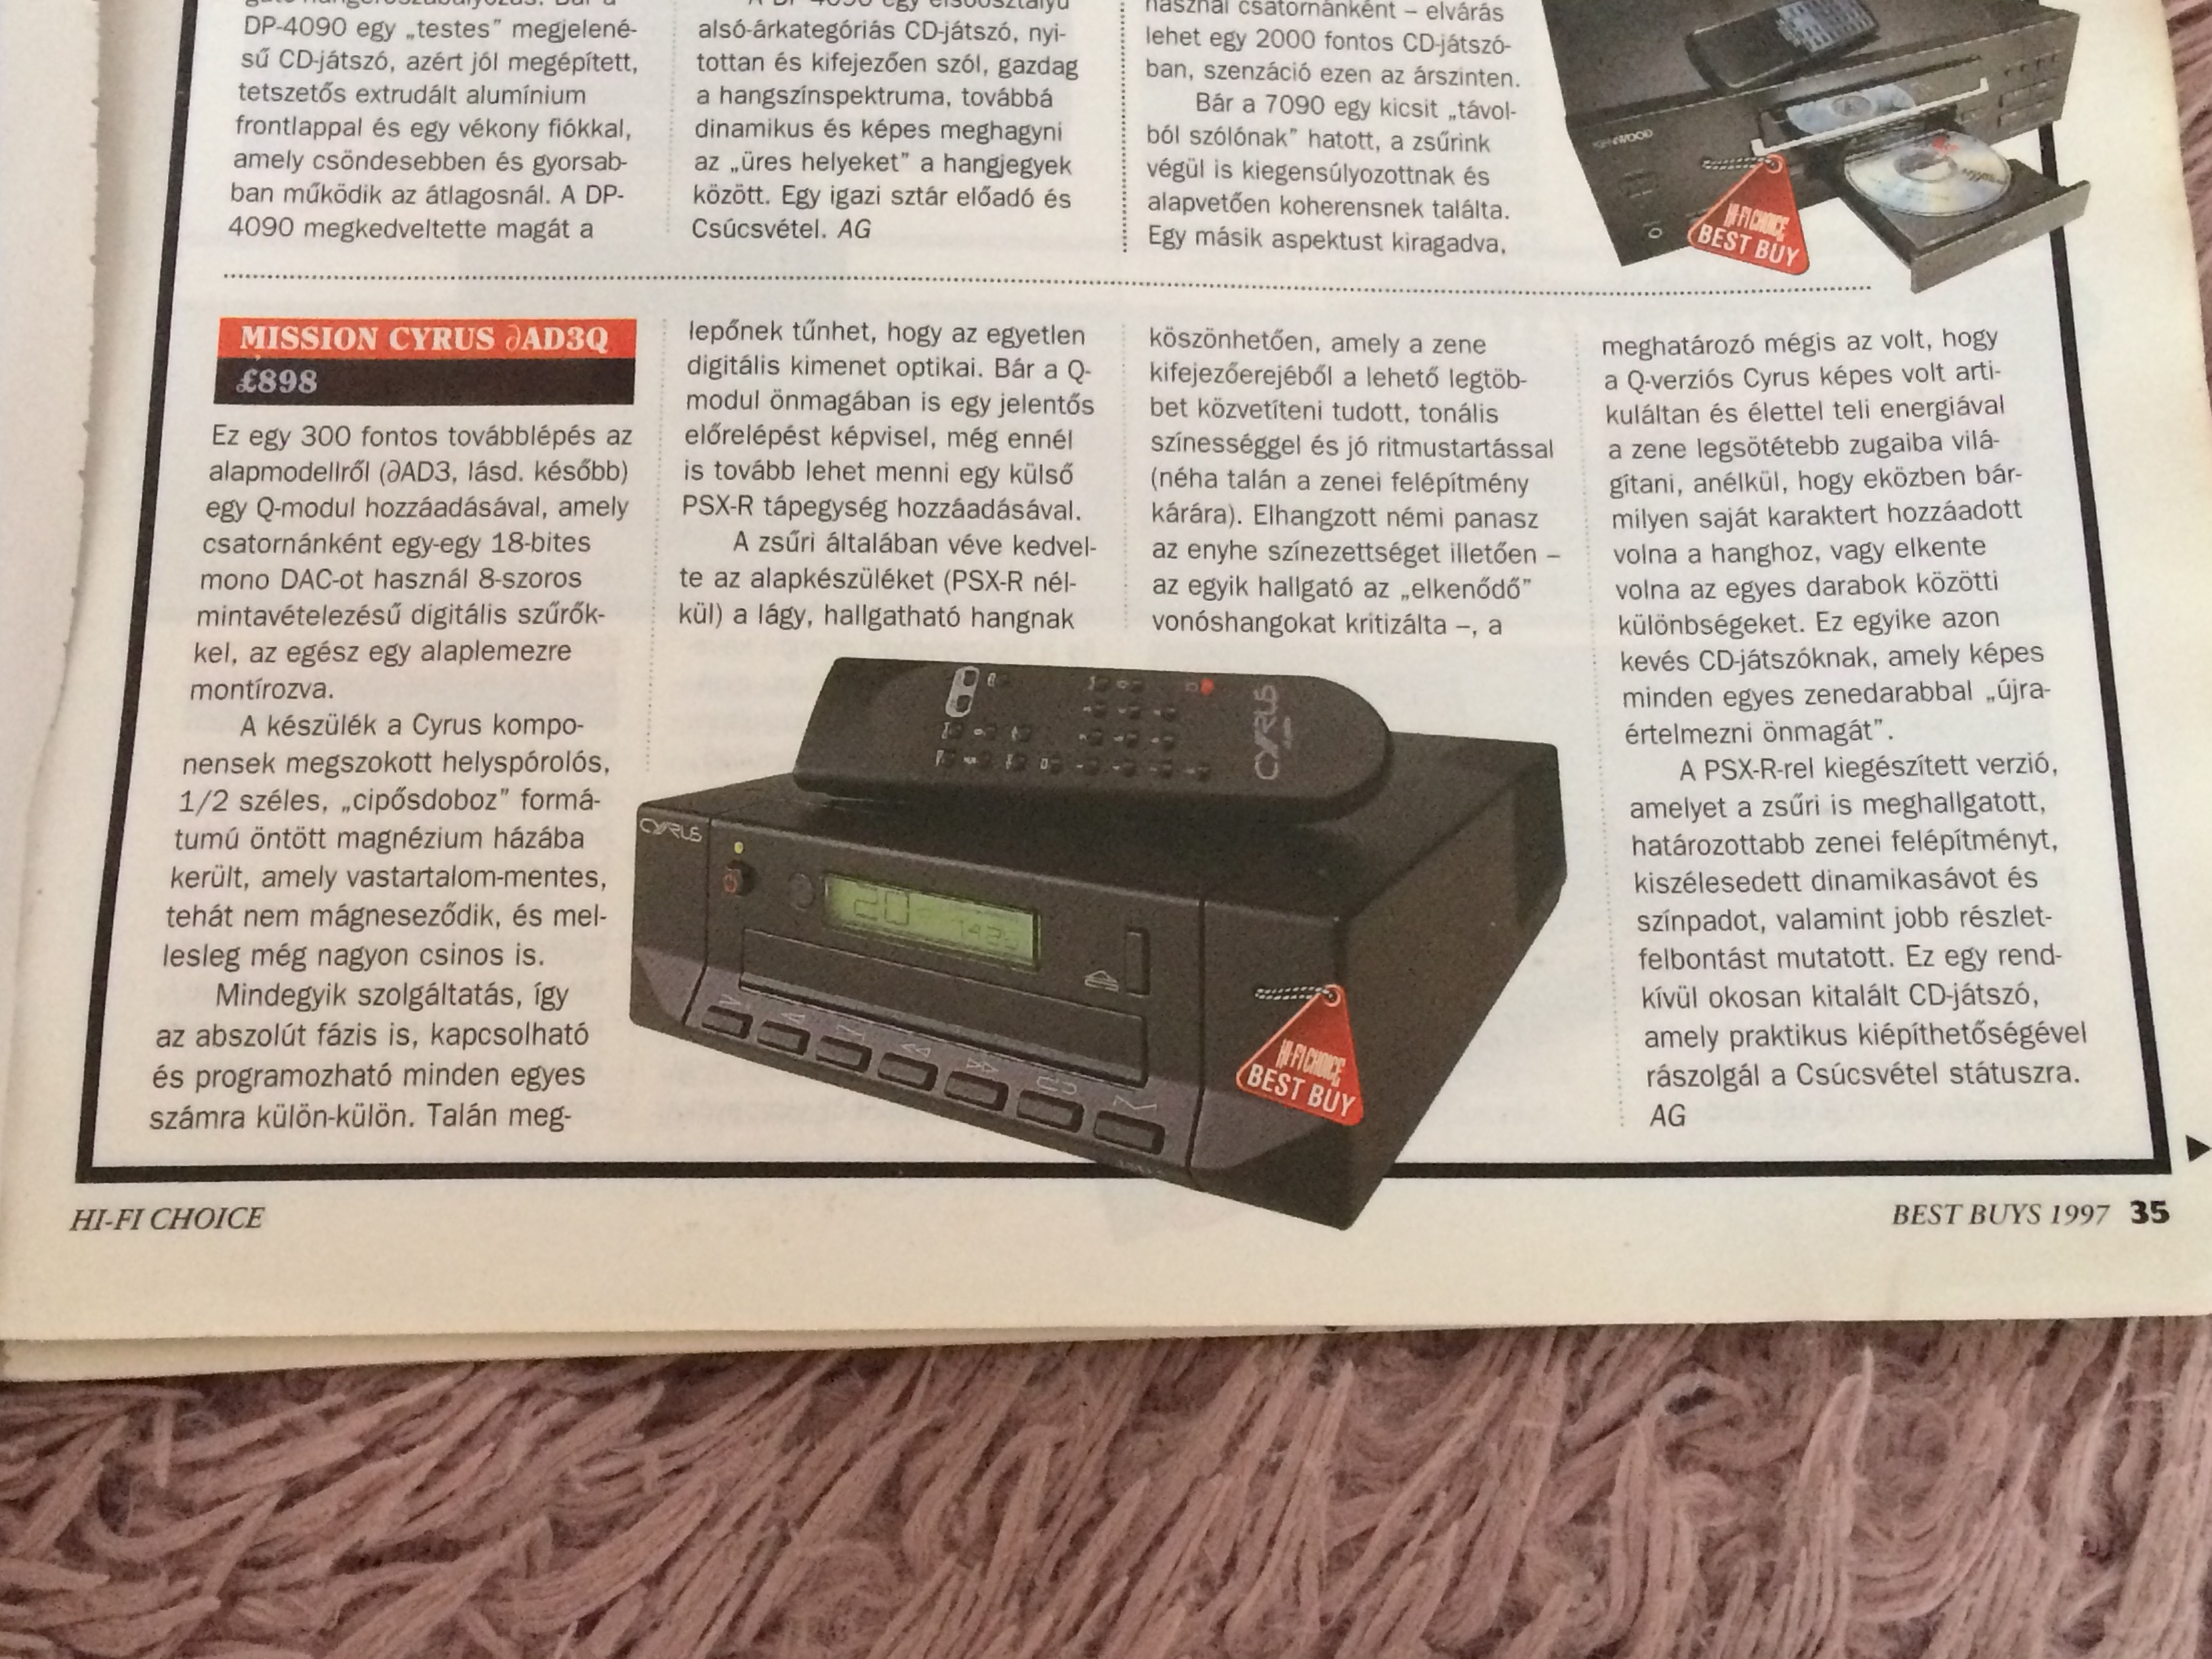 DP-4090 egy „testes” megjelené-
sű CD-játszó, azért jól megépített,
tetszetős extrudált alumínium
frontlappal és egy vékony fiókkal,
amely csöndesebben és gyorsab-
ban működik az átlagosnál. A DP-
4090 megkedveltette magát a
A DP-4090 egy elsőosztályú
alsó-árkategóriás CD-játszó, nyi-
tottan és kifejezően szól, gazdag
a hangszínspektruma, továbbá
dinamikus és képes meghagyni
az „üres helyeket” a hangjegyek
között. Egy igazi sztár előadó és
Csúcsvétel. AG
használ csatornánként – elvárás
lehet egy 2000 fontos CD-játszó-
ban, szenzáció ezen az árszinten.
Bár a 7090 egy kicsit „távol-
ból szólónak” hatott, a zsűrink
végül is kiegensúlyozottnak és
alapvetően koherensnek találta.
Egy másik aspektust kiragadva,
KENWOOD
HI-FI CHOICE
BEST BUY
MISSION CYRUS ∂AD3Q
£898
Ez egy 300 fontos továbblépés az
alapmodellről (∂AD3, lásd. később)
egy Q-modul hozzáadásával, amely
csatornánként egy-egy 18-bites
mono DAC-ot használ 8-szoros
mintavételezésű digitális szűrők-
kel, az egész egy alaplemezre
montírozva.
A készülék a Cyrus kompo-
nensek megszokott helyspórolós,
1/2 széles, „cipősdoboz” formá-
tumú öntött magnézium házába
került, amely vastartalom-mentes,
tehát nem mágneseződik, és mel-
lesleg még nagyon csinos is.
Mindegyik szolgáltatás, így
az abszolút fázis is, kapcsolható
és programozható minden egyes
számra külön-külön. Talán meg-
lepőnek tűnhet, hogy az egyetlen
digitális kimenet optikai. Bár a Q-
modul önmagában is egy jelentős
előrelépést képvisel, még ennél
is tovább lehet menni egy külső
PSX-R tápegység hozzáadásával.
A zsűri általában véve kedvel-
te az alapkészüléket (PSX-R nél-
kül) a lágy, hallgatható hangnak
köszönhetően, amely a zene
kifejezőerejéből a lehető legtöb-
bet közvetíteni tudott, tonális
színességgel és jó ritmustartással
(néha talán a zenei felépítmény
kárára). Elhangzott némi panasz
az enyhe színezettséget illetően –
az egyik hallgató az „elkenődő”
vonóshangokat kritizálta –, a
CYRUS
CYRUS
20
HI-FI CHOICE
BEST BUY
meghatározó mégis az volt, hogy
a Q-verziós Cyrus képes volt arti-
kuláltan és élettel teli energiával
a zene legsötétebb zugaiba vilá-
gítani, anélkül, hogy eközben bár-
milyen saját karaktert hozzáadott
volna a hanghoz, vagy elkente
volna az egyes darabok közötti
különbségeket. Ez egyike azon
kevés CD-játszóknak, amely képes
minden egyes zenedarabbal „újra-
értelmezni önmagát”.
A PSX-R-rel kiegészített verzió,
amelyet a zsűri is meghallgatott,
határozottabb zenei felépítményt,
kiszélesedett dinamikasávot és
színpadot, valamint jobb részlet-
felbontást mutatott. Ez egy rend-
kívül okosan kitalált CD-játszó,
amely praktikus kiépíthetőségével
rászolgál a Csúcsvétel státuszra.
AG
HI-FI CHOICE
BEST BUYS 1997 35